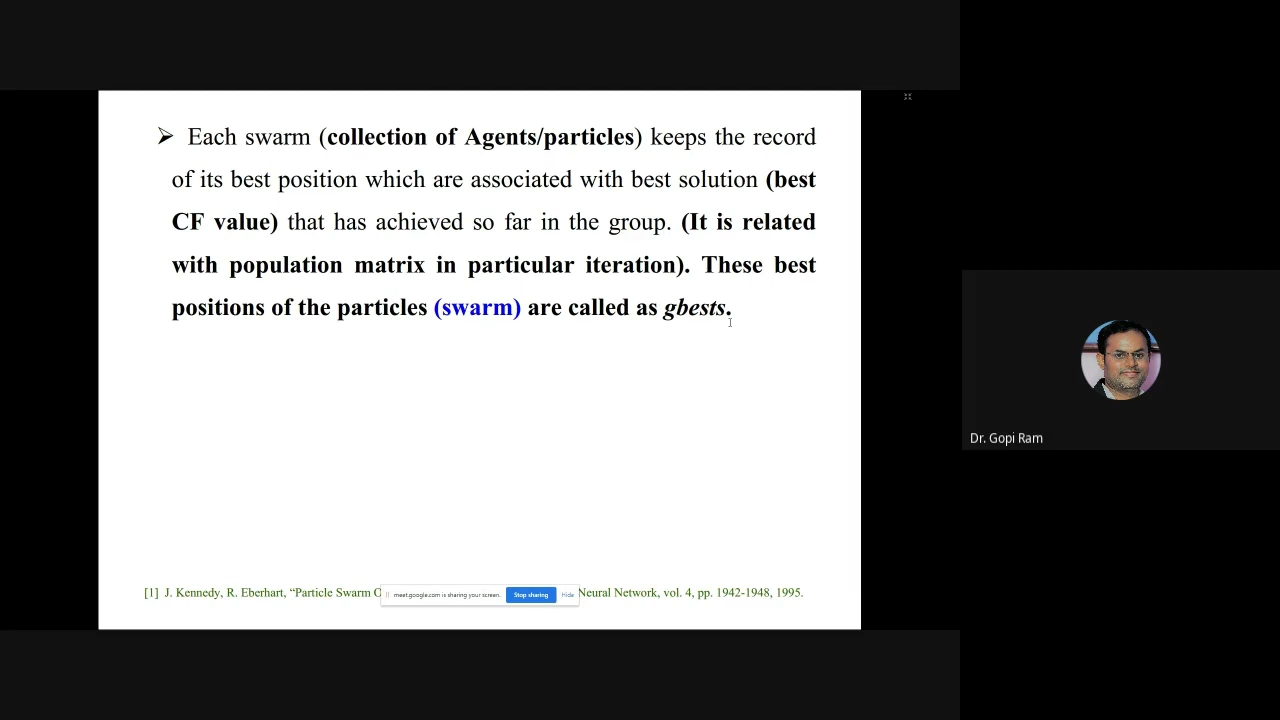 ➢ Each swarm (collection of Agents/particles) keeps the record
of its best position which are associated with best solution (best
CF value) that has achieved so far in the group. (It is related
with population matrix in particular iteration). These best
positions of the particles (swarm) are called as gbests.
Dr. Gopi Ram
[1] J. Kennedy, R. Eberhart, “Particle Swarm O
meet.google.com is sharing your screen. Stop sharing Hide
Neural Network, vol. 4, pp. 1942-1948, 1995.